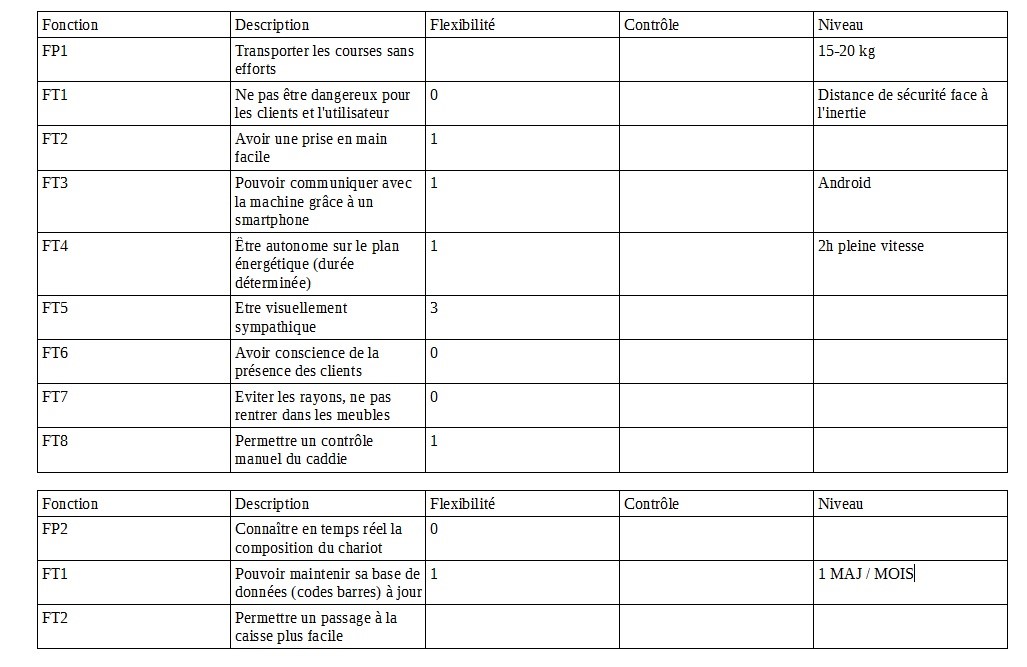 Fonction Description Flexibilité Contrôle Niveau
FP1 Transporter les courses sans 15-20 kg
efforts
FT1 Ne pas être dangereux pour 0 Distance de sécurité face à
les clients et l'utilisateur l'inertie
FT2 Avoir une prise en main 1
facile
FT3 Pouvoir communiquer avec 1 Android
la machine grâce à un
smartphone
FT4 Être autonome sur le plan 1 2h pleine vitesse
énergétique (durée
déterminée)
FT5 Etre visuellement 3
sympathique
FT6 Avoir conscience de la 0
présence des clients
FT7 Eviter les rayons, ne pas 0
rentrer dans les meubles
FT8 Permettre un contrôle 1
manuel du caddie
Fonction Description Flexibilité Contrôle Niveau
FP2 Connaître en temps réel la 0
composition du chariot
FT1 Pouvoir maintenir sa base de 1 1 MAJ / MOIS
données (codes barres) à jour
FT2 Permettre un passage à la
caisse plus facile